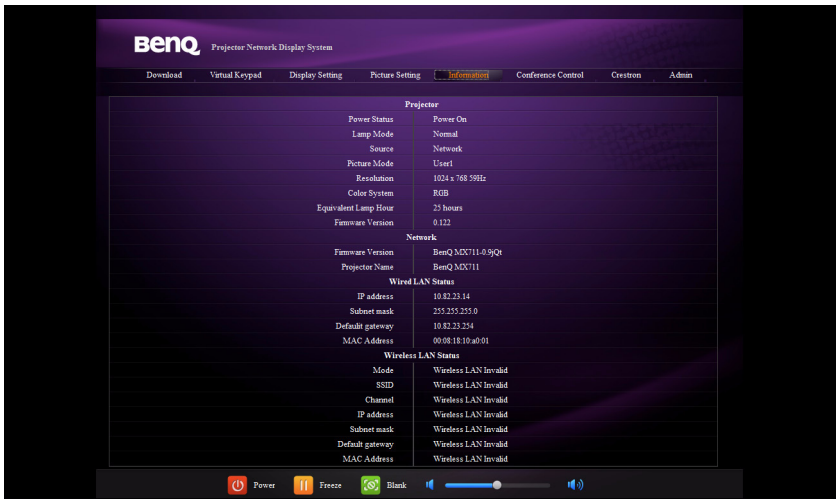 BenQ Projector Network Display System
Download Virtual Keypad Display Setting Picture Setting Information Conference Control Crestron Admin
Projector
Power Status Power On
Lamp Mode Normal
Source Network
Picture Mode User1
Resolution 1024 x 768 59Hz
Color System RGB
Equivalent Lamp Hour 25 hours
Firmware Version 0.122
Network
Firmware Version BenQ MX711-0.9jQt
Projector Name BenQ MX711
Wired LAN Status
IP address 10.82.23.14
Subnet mask 255.255.255.0
Defaulit gateway 10.82.23.254
MAC Address 00:08:18:10:a0:01
Wireless LAN Status
Mode Wireless LAN Invalid
SSID Wireless LAN Invalid
Channel Wireless LAN Invalid
IP address Wireless LAN Invalid
Subnet mask Wireless LAN Invalid
Default gateway Wireless LAN Invalid
MAC Address Wireless LAN Invalid
Power Freeze Blank